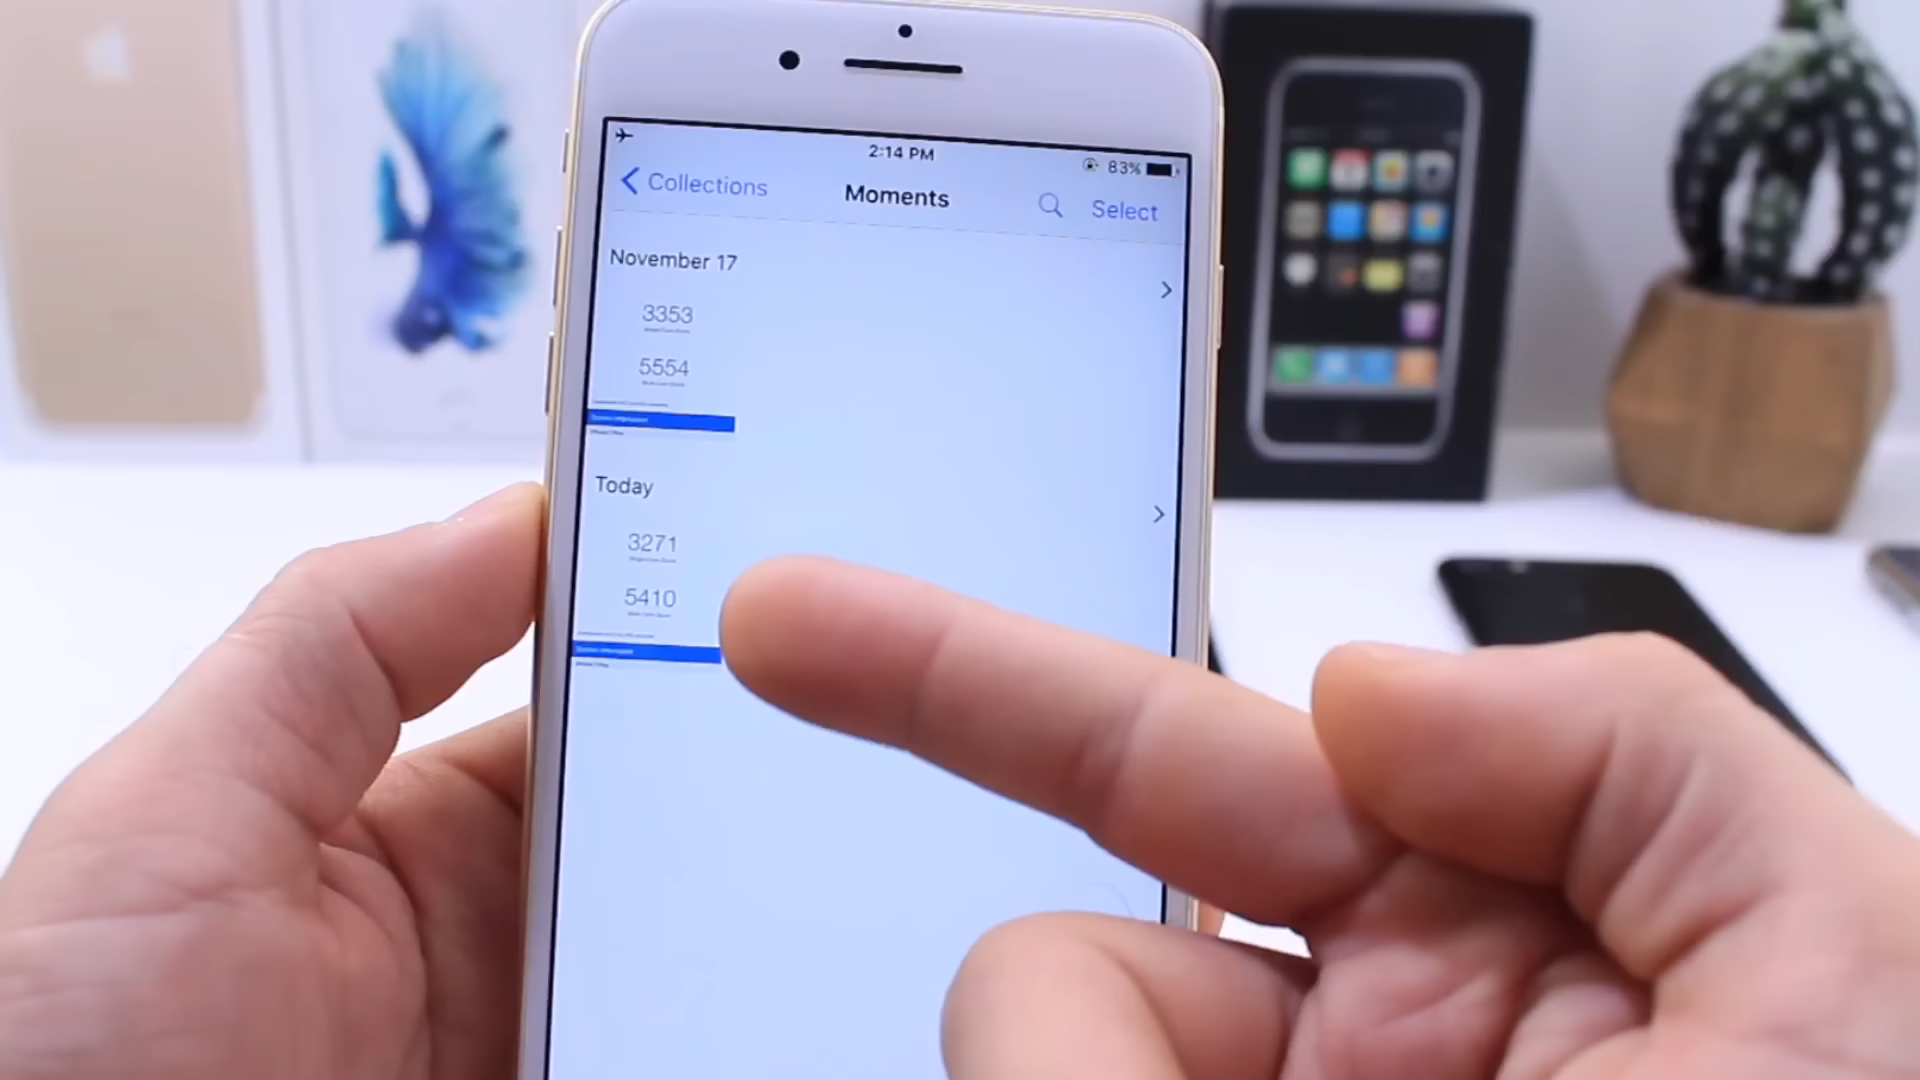 2:14 PM
83%
Collections
Moments
Select
November 17
3353
5554
Today
3271
5410